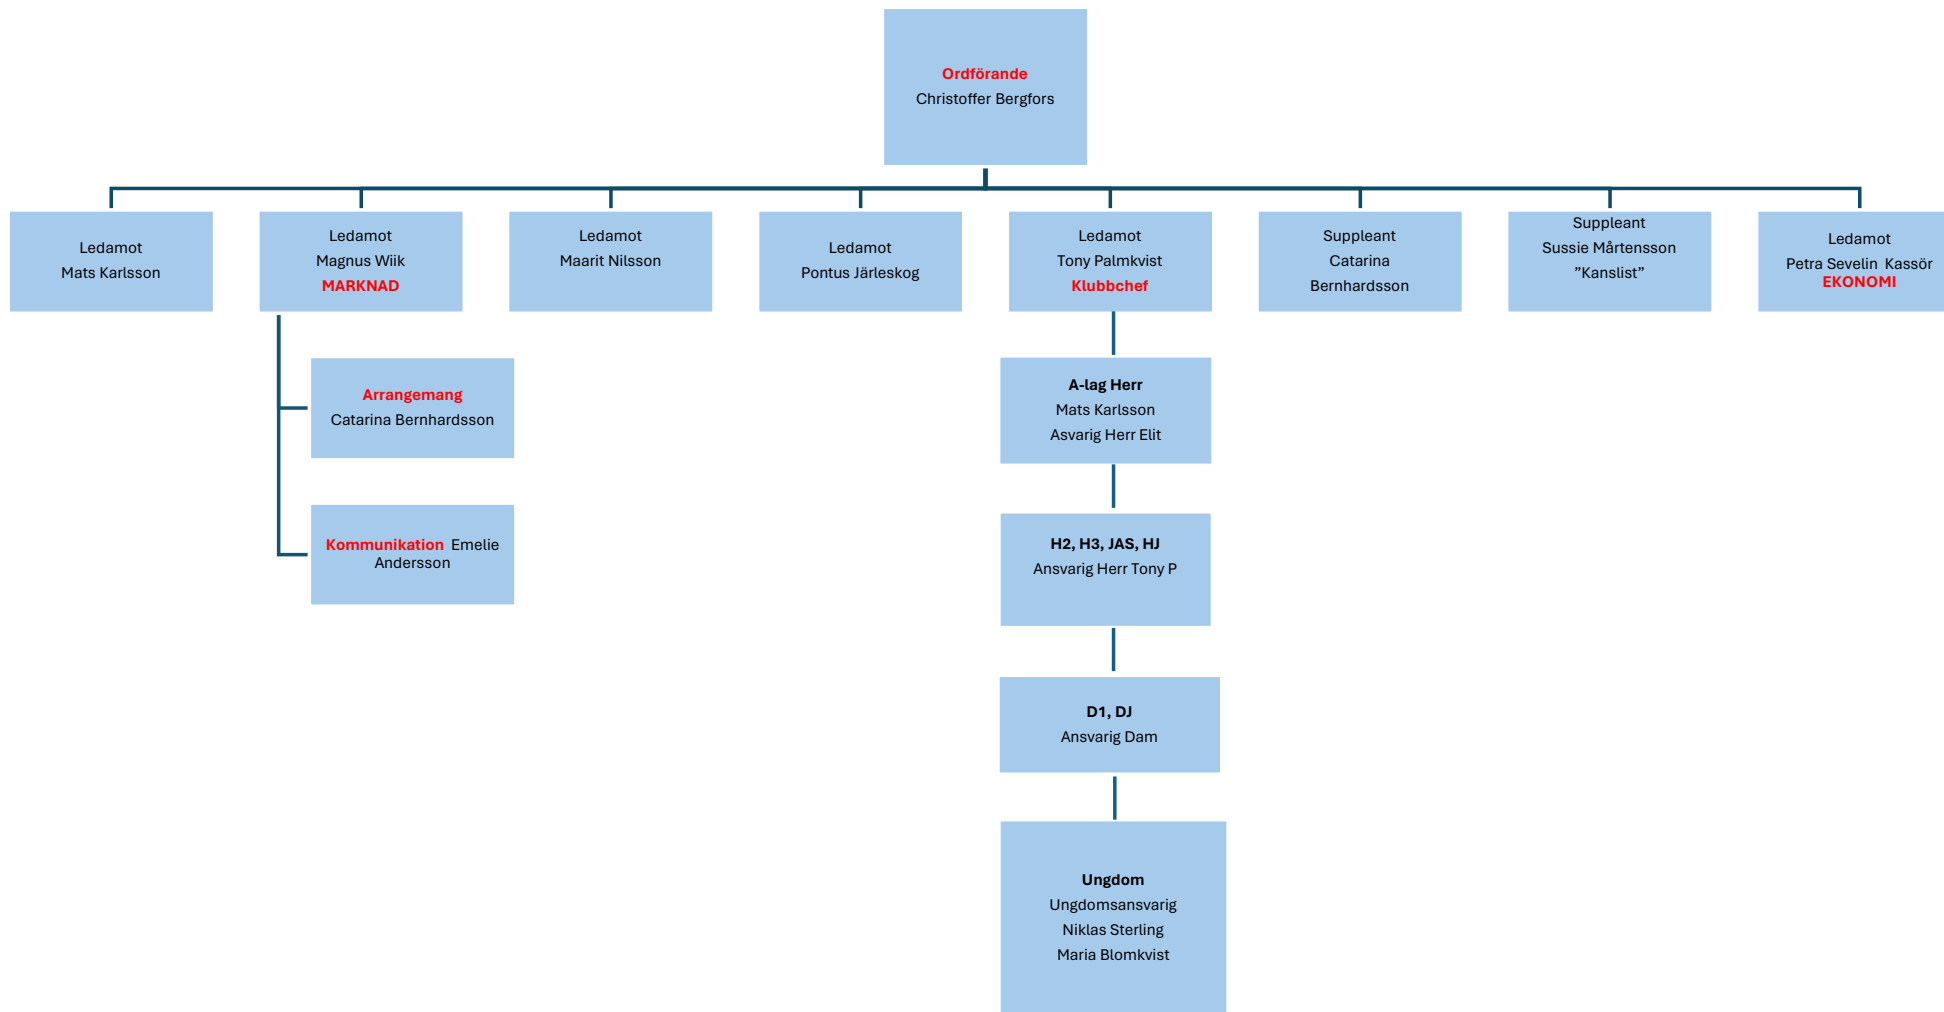 Ordförande
Christoffer Bergfors
Ledamot
Mats Karlsson
Ledamot
Magnus Wiik
MARKNAD
Ledamot
Maarit Nilsson
Ledamot
Pontus Järleskog
Ledamot
Tony Palmkvist
Klubbchef
Suppleant
Catarina
Bernhardsson
Suppleant
Sussie Mårtensson
”Kanslist”
Ledamot
Petra Sevelin Kassör
EKONOMI
Arrangemang
Catarina Bernhardsson
Kommunikation Emelie
Andersson
A-lag Herr
Mats Karlsson
Asvarig Herr Elit
H2, H3, JAS, HJ
Ansvarig Herr Tony P
D1, DJ
Ansvarig Dam
Ungdom
Ungdomsansvarig
Niklas Sterling
Maria Blomkvist